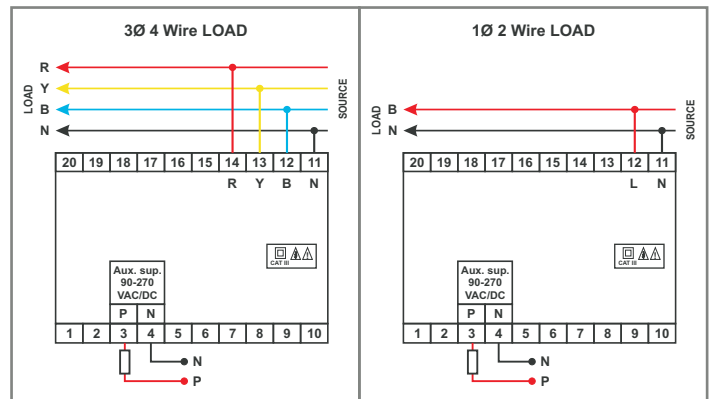 3Ø 4 Wire LOAD
R
Y
B
N
LOAD
SOURCE
20 19 18 17 16 15 14 13 12 11
R Y B N
CAT III
Aux. sup.
90-270
VAC/DC
P N
1 2 3 4 5 6 7 8 9 10
N
P
1Ø 2 Wire LOAD
B
N
LOAD
SOURCE
20 19 18 17 16 15 14 13 12 11
L N
CAT III
Aux. sup.
90-270
VAC/DC
P N
1 2 3 4 5 6 7 8 9 10
N
P